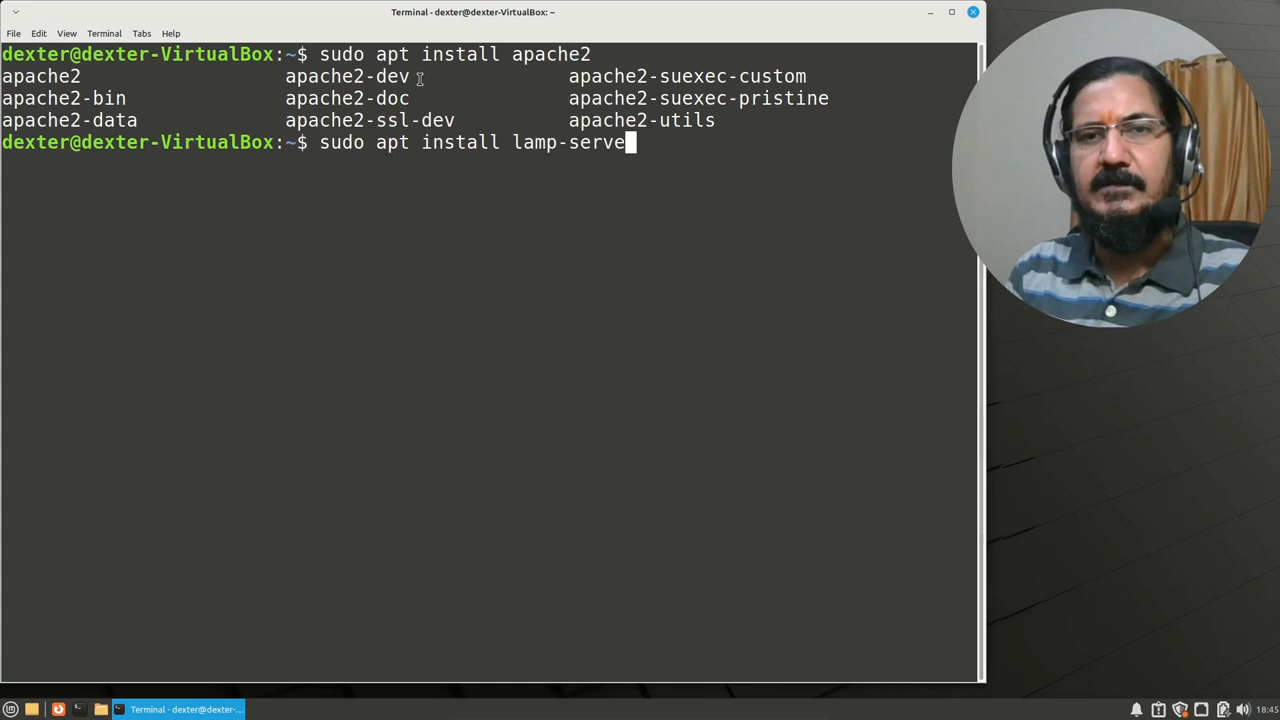 Terminal - dexter@dexter-VirtualBox: ~
File Edit View Terminal Tabs Help
dexter@dexter-VirtualBox:~$ sudo apt install apache2
apache2 apache2-dev apache2-suexec-custom
apache2-bin apache2-doc apache2-suexec-pristine
apache2-data apache2-ssl-dev apache2-utils
dexter@dexter-VirtualBox:~$ sudo apt install lamp-serve
Terminal - dexter@dexter-...
18:45